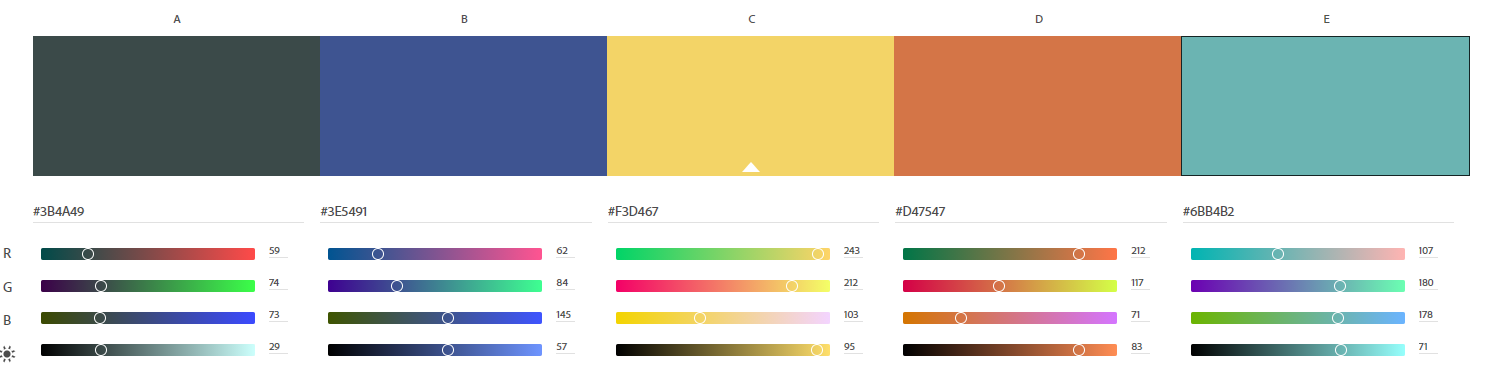 A B C D E
#3B4A49 #3E5491 #F3D467 #D47547 #6BB4B2
R 59 62 243 212 107
G 74 84 212 117 180
B 73 145 103 71 178
29 57 95 83 71